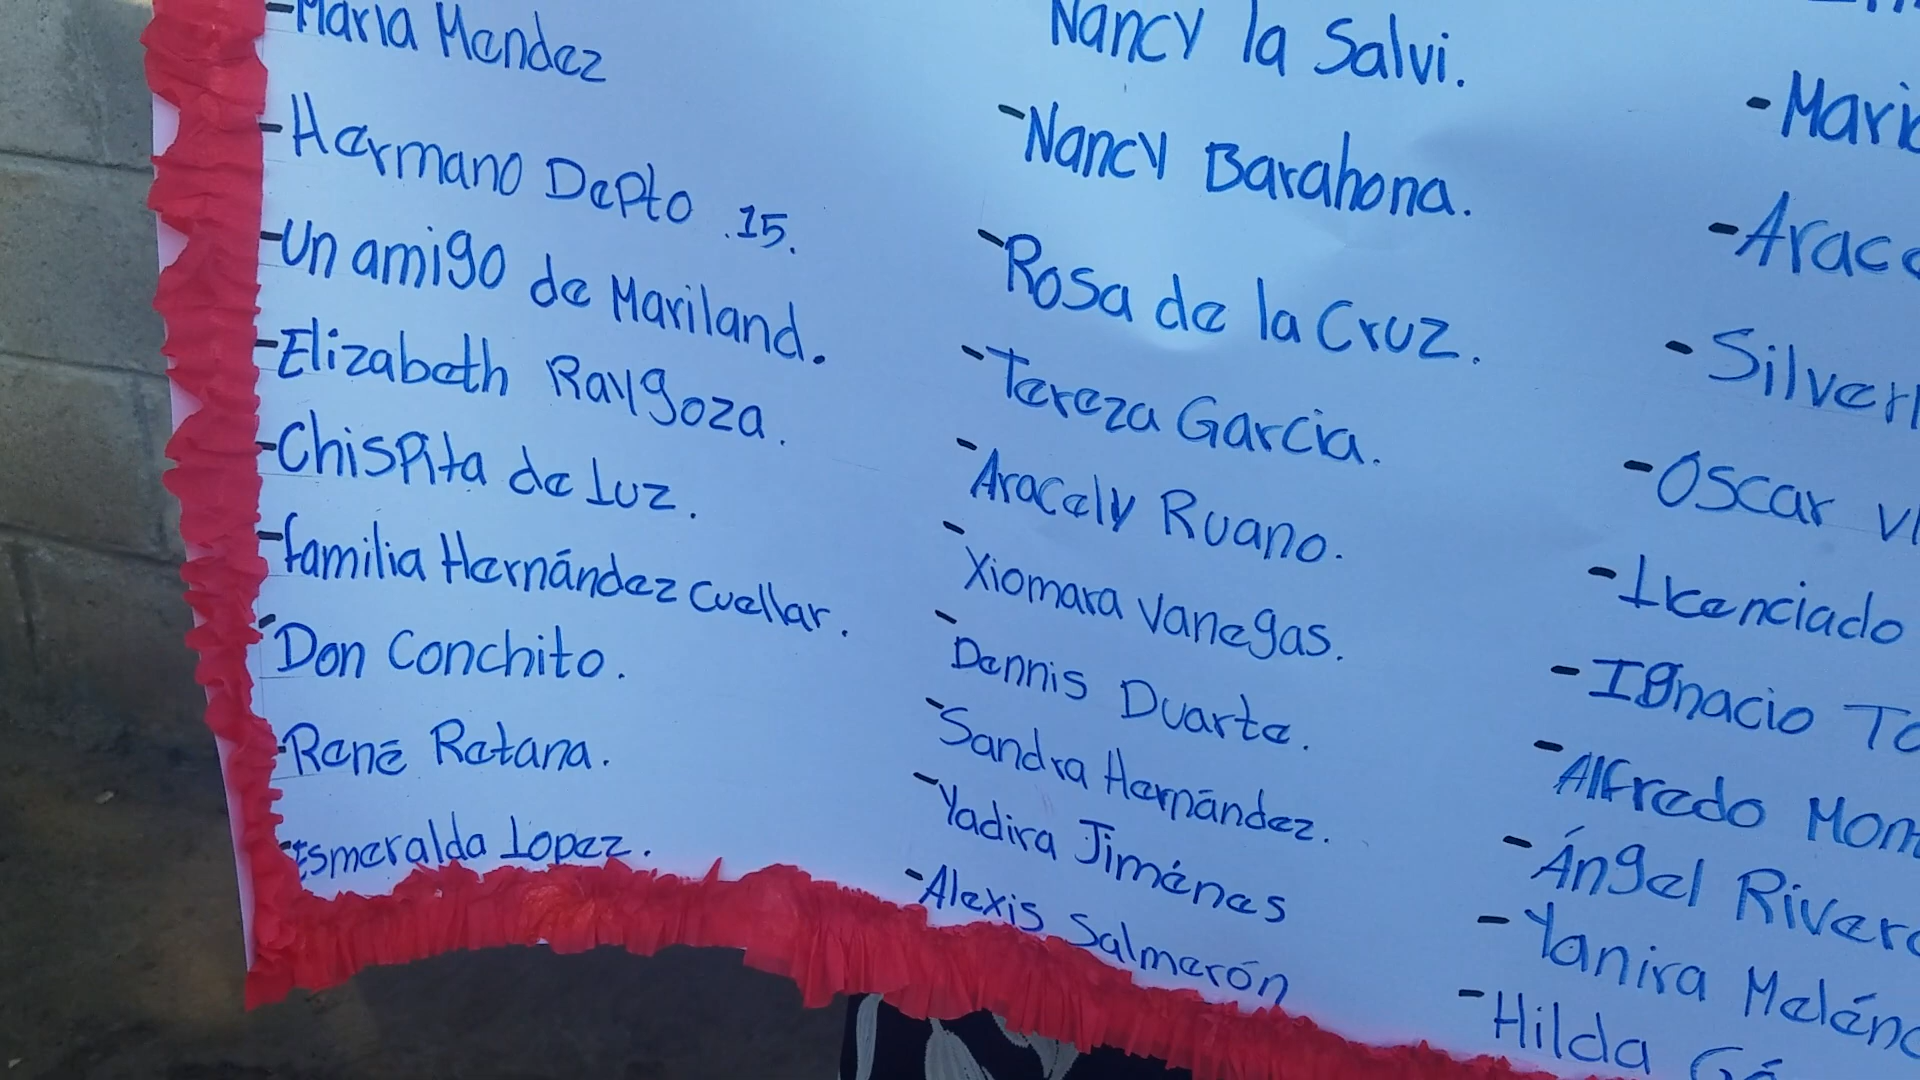 -Maria Mendez
-Hermano Depto .15.
-Un amigo de Mariland.
-Elizabeth Raygoza.
-Chispita de luz.
-familia Hernández Cuellar.
-Don Conchito.
-René Retana.
-Esmeralda Lopez.
Nancy la Salvi.
-Nancy Barahona.
-Rosa de la Cruz.
-Tereza Garcia.
-Aracely Ruano.
-Xiomara Vanegas.
-Dennis Duarte.
-Sandra Hernández.
-Yadira Jiménes
-Alexis Salmerón
-Oscar
-Licenciado
-Ignacio
-Alfredo
-Ángel
-Yanira
-Hilda